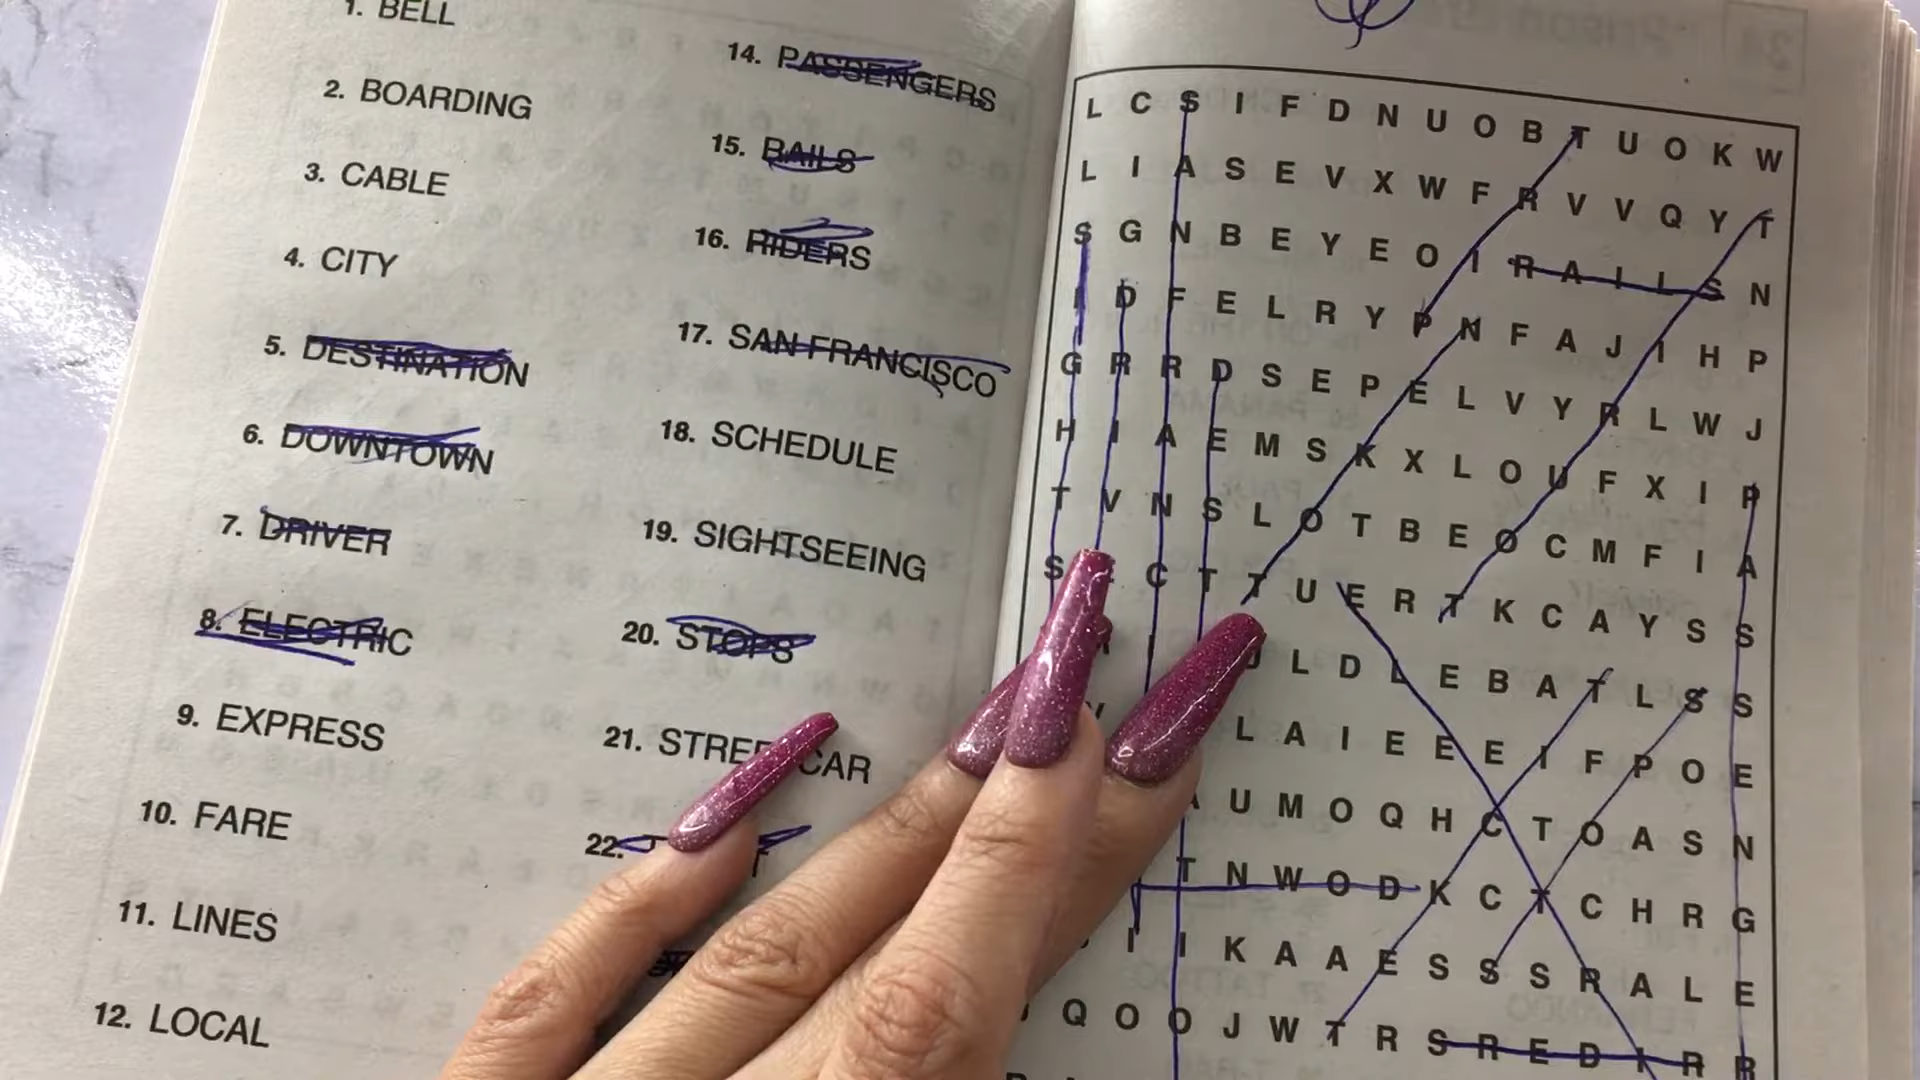 1. BELL
2. BOARDING
3. CABLE
4. CITY
5. DESTINATION
6. DOWNTOWN
7. DRIVER
8. ELECTRIC
9. EXPRESS
10. FARE
11. LINES
12. LOCAL
14. PASSENGERS
15. RAILS
16. RIDERS
17. SAN FRANCISCO
18. SCHEDULE
19. SIGHTSEEING
20. STOPS
21. STREETCAR
22.
L C S I F D N U O B T U O K W
L I A S E V X W F R V V Q Y T
S G N B E Y E O I R A I L S N
I D F E L R Y P N F A J I H P
G R R D S E P E L V Y R L W J
H I A E M S K X L O U F X I P
T V N S L O T B E O C M F I A
S E C T T U E R T K C A Y S S
I L D L E B A T L S S
L A I E E E I F P O E
U M O Q H C T O A S N
T N W O D K C T C H R G
I I K A A E S S S R A L E
Q O O J W T R S R E D I R R